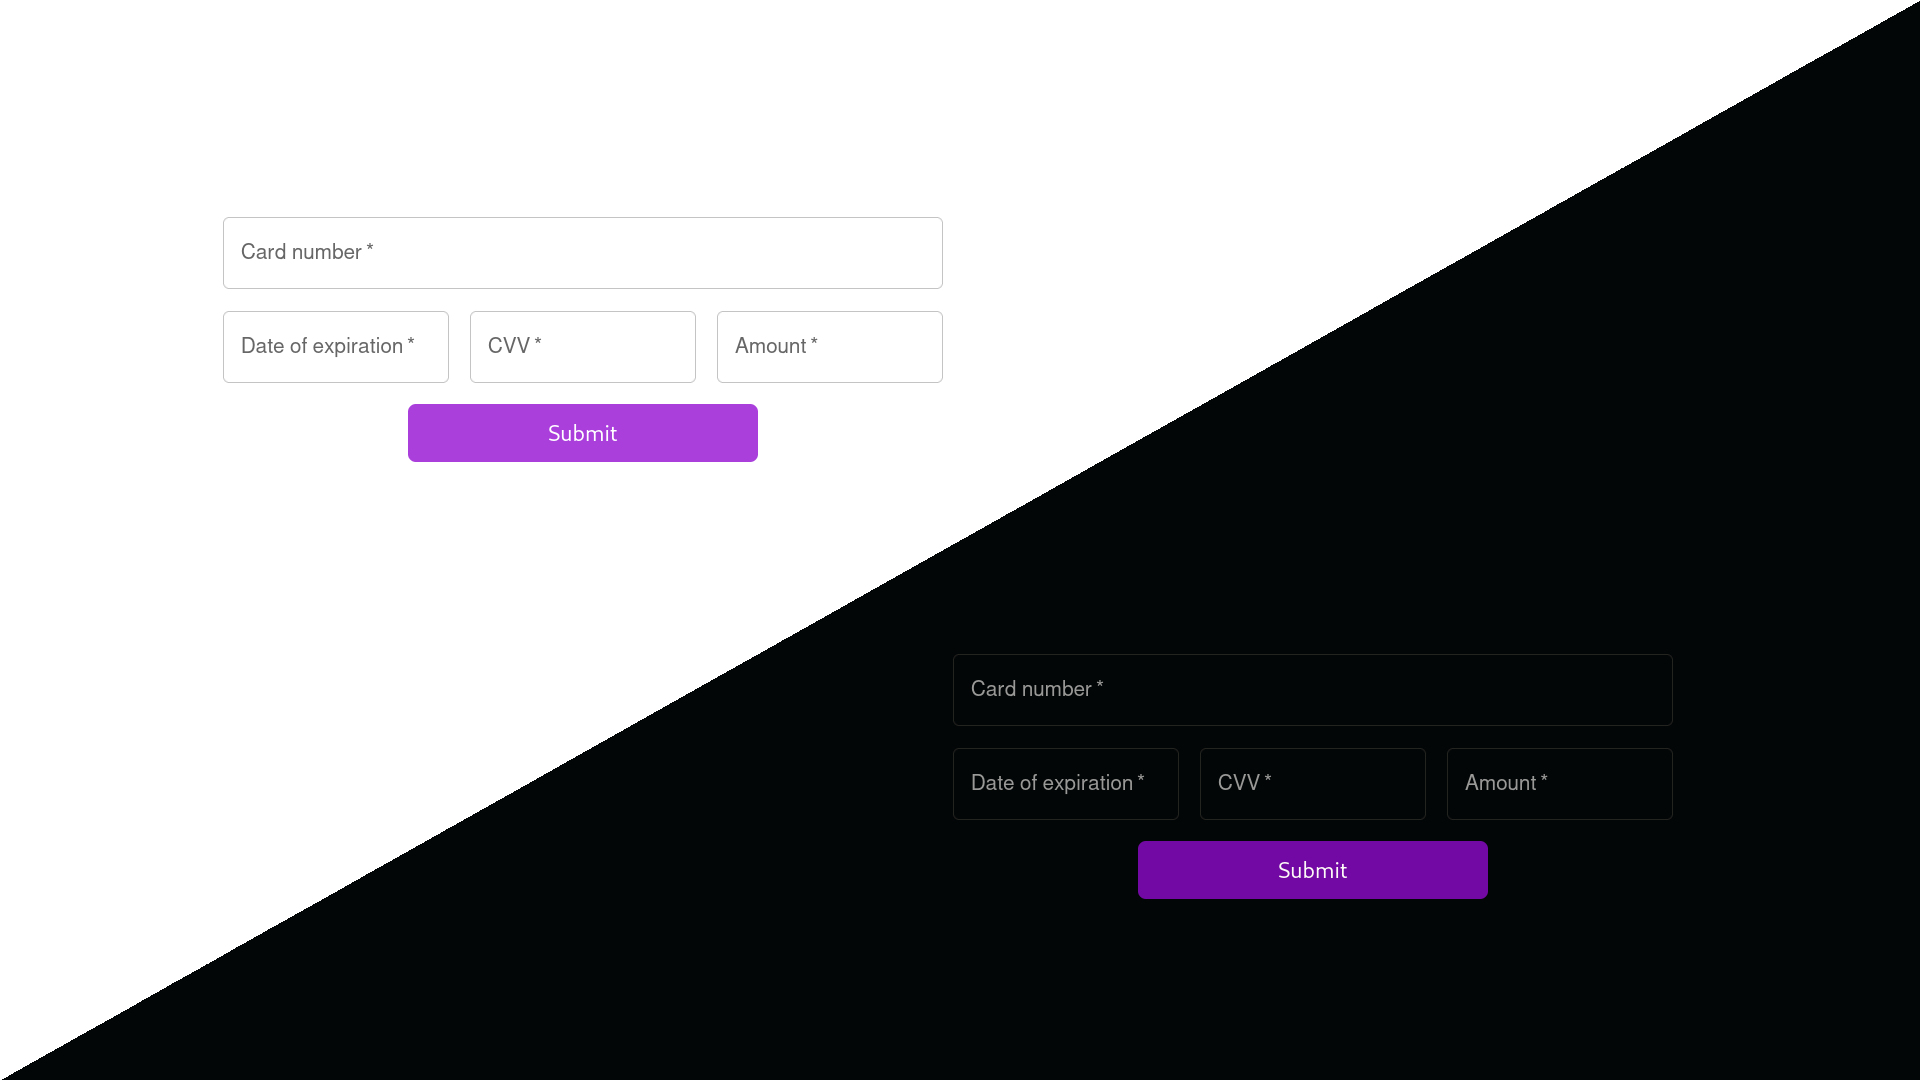 Card number *
Date of expiration * CVV * Amount *
Submit
Card number *
Date of expiration * CVV * Amount *
Submit